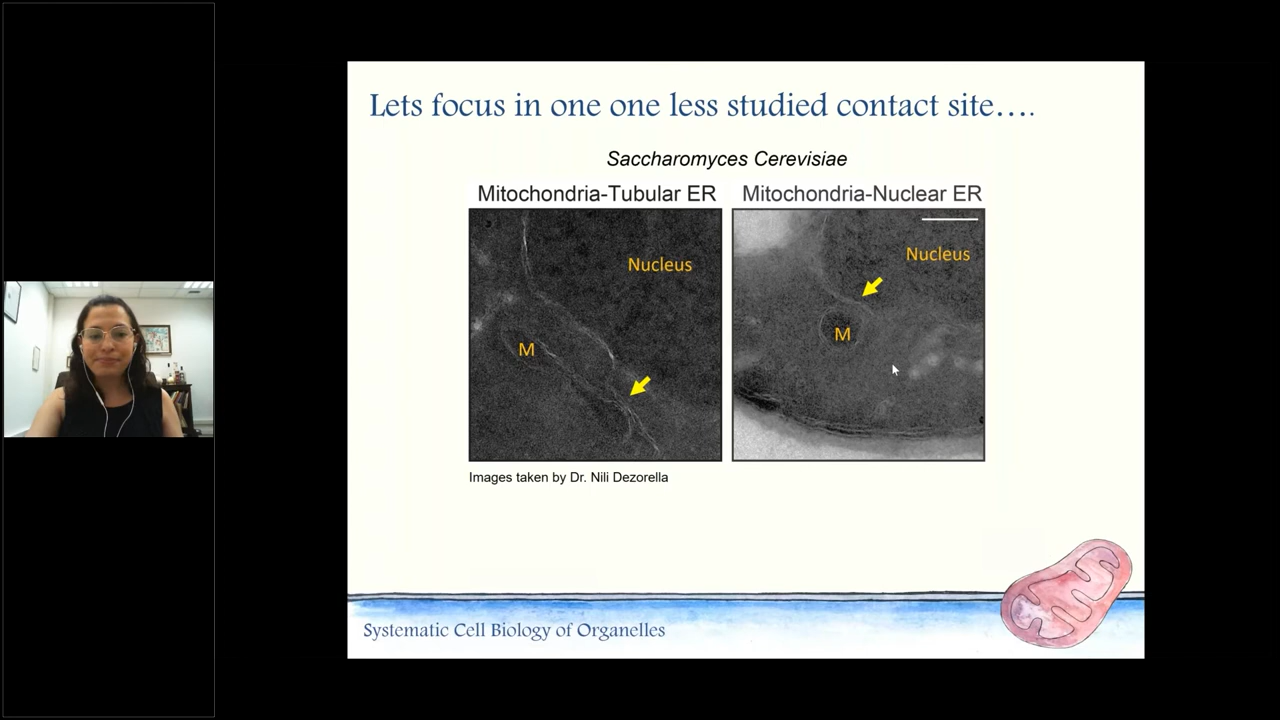 Lets focus in one one less studied contact site....
Saccharomyces Cerevisiae
Mitochondria-Tubular ER
Mitochondria-Nuclear ER
Nucleus
M
Nucleus
M
Images taken by Dr. Nili Dezorella
Systematic Cell Biology of Organelles